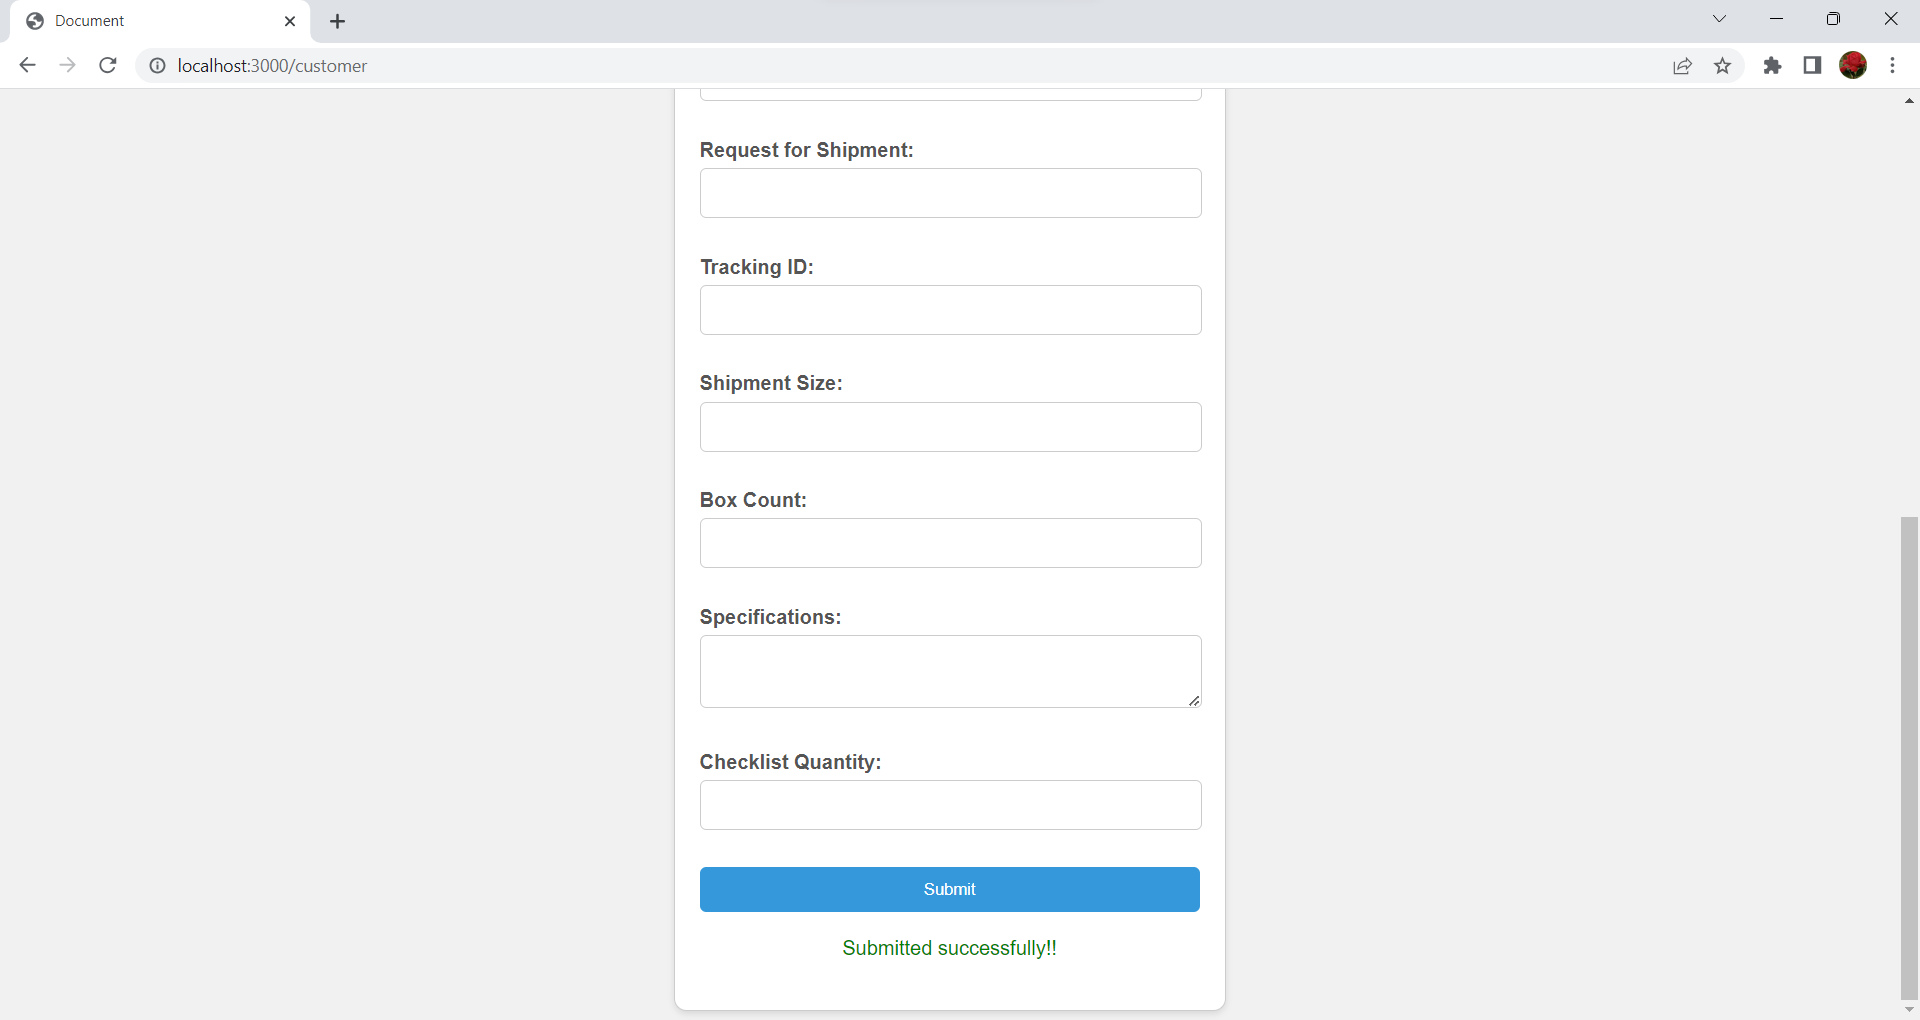 Document
localhost:3000/customer
Request for Shipment:
Tracking ID:
Shipment Size:
Box Count:
Specifications:
Checklist Quantity:
Submit
Submitted successfully!!